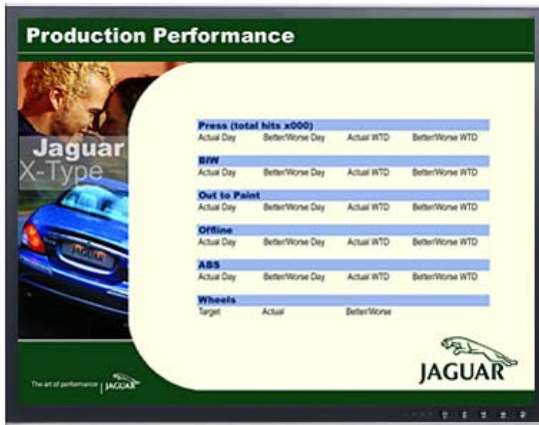 Production Performance
Jaguar
X-Type
JAGUAR
Press (total hits x000)
Actual Day Better/Worse Day Actual WTD Better/Worse WTD
BIW
Actual Day Better/Worse Day Actual WTD Better/Worse WTD
Out to Paint
Actual Day Better/Worse Day Actual WTD Better/Worse WTD
Offline
Actual Day Better/Worse Day Actual WTD Better/Worse WTD
ABS
Actual Day Better/Worse Day Actual WTD Better/Worse WTD
Wheels
Target Actual Better/Worse
JAGUAR
The art of performance | JAGUAR